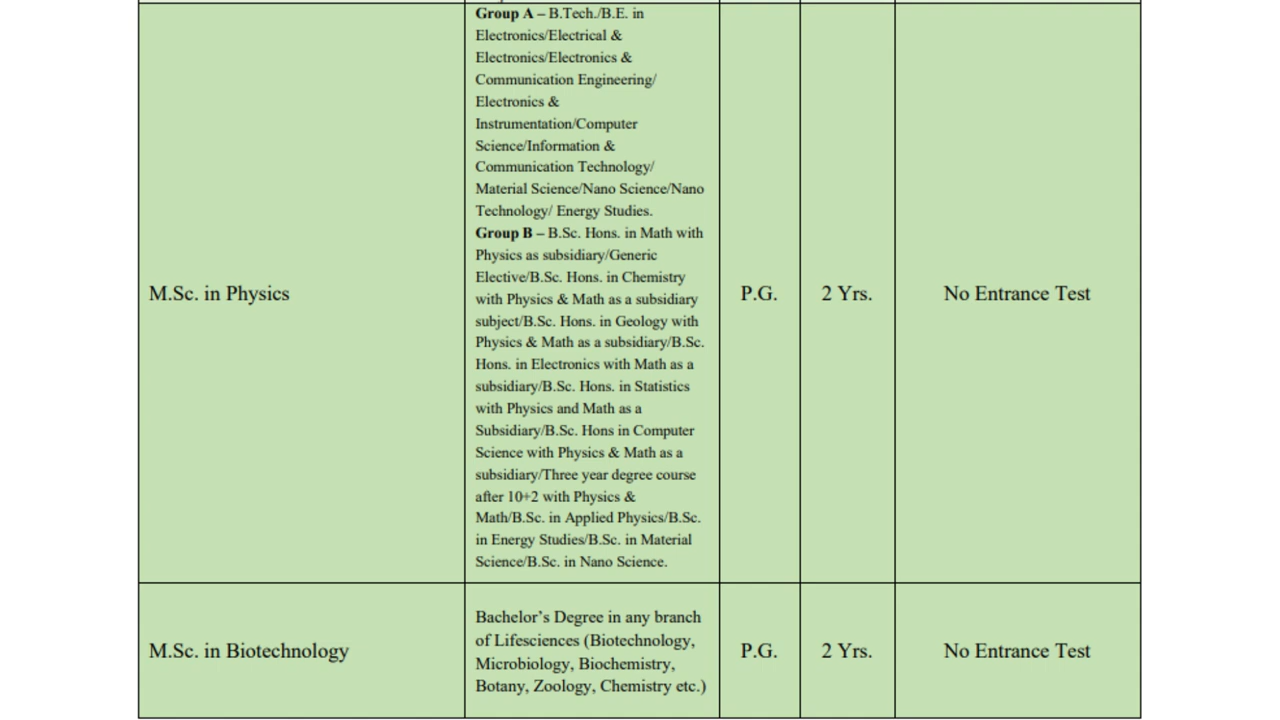 M.Sc. in Physics
Group A – B.Tech./B.E. in
Electronics/Electrical &
Electronics/Electronics &
Communication Engineering/
Electronics &
Instrumentation/Computer
Science/Information &
Communication Technology/
Material Science/Nano Science/Nano
Technology/ Energy Studies.
Group B – B.Sc. Hons. in Math with
Physics as subsidiary/Generic
Elective/B.Sc. Hons. in Chemistry
with Physics & Math as a subsidiary
subject/B.Sc. Hons. in Geology with
Physics & Math as a subsidiary/B.Sc.
Hons. in Electronics with Math as a
subsidiary/B.Sc. Hons. in Statistics
with Physics and Math as a
Subsidiary/B.Sc. Hons in Computer
Science with Physics & Math as a
subsidiary/Three year degree course
after 10+2 with Physics &
Math/B.Sc. in Applied Physics/B.Sc.
in Energy Studies/B.Sc. in Material
Science/B.Sc. in Nano Science.
P.G.
2 Yrs.
No Entrance Test
M.Sc. in Biotechnology
Bachelor’s Degree in any branch
of Lifesciences (Biotechnology,
Microbiology, Biochemistry,
Botany, Zoology, Chemistry etc.)
P.G.
2 Yrs.
No Entrance Test